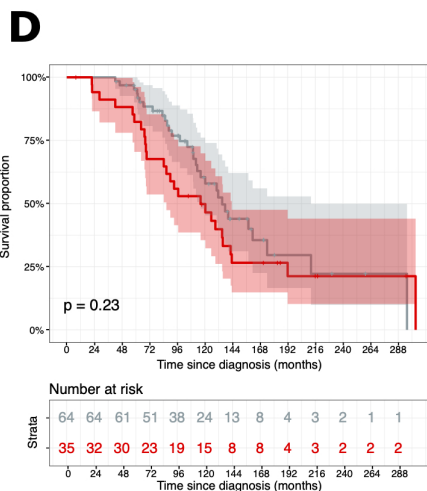 D
100%
75%
50%
25%
0%
Survival proportion
p = 0.23
0 24 48 72 96 120 144 168 192 216 240 264 288
Time since diagnosis (months)
Number at risk
Strata
64 64 61 51 38 24 13 8 4 3 2 1 1
35 32 30 23 19 15 8 8 4 3 2 2 2
0 24 48 72 96 120 144 168 192 216 240 264 288
Time since diagnosis (months)